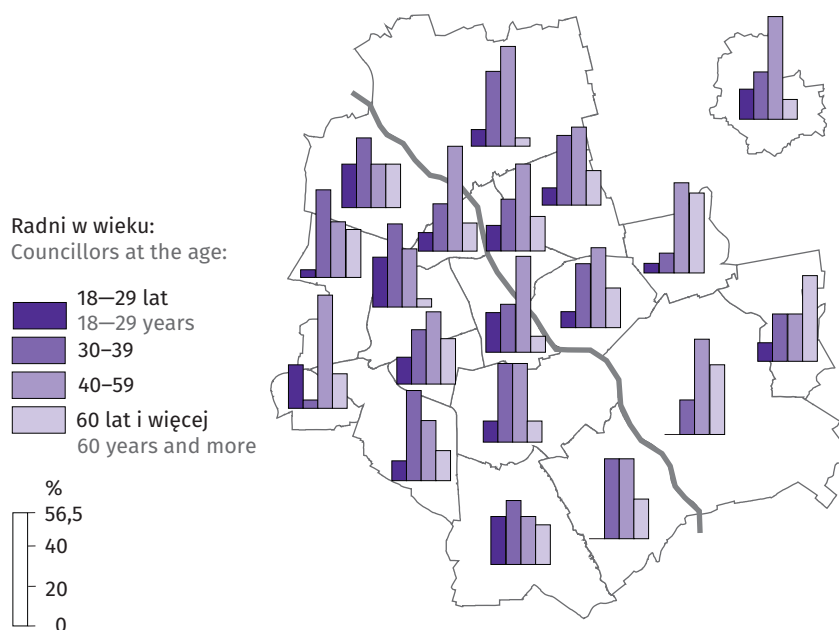 Radni w wieku:
Councillors at the age:
18—29 lat
18—29 years
30–39
40–59
60 lat i więcej
60 years and more
%
56,5
40
20
0